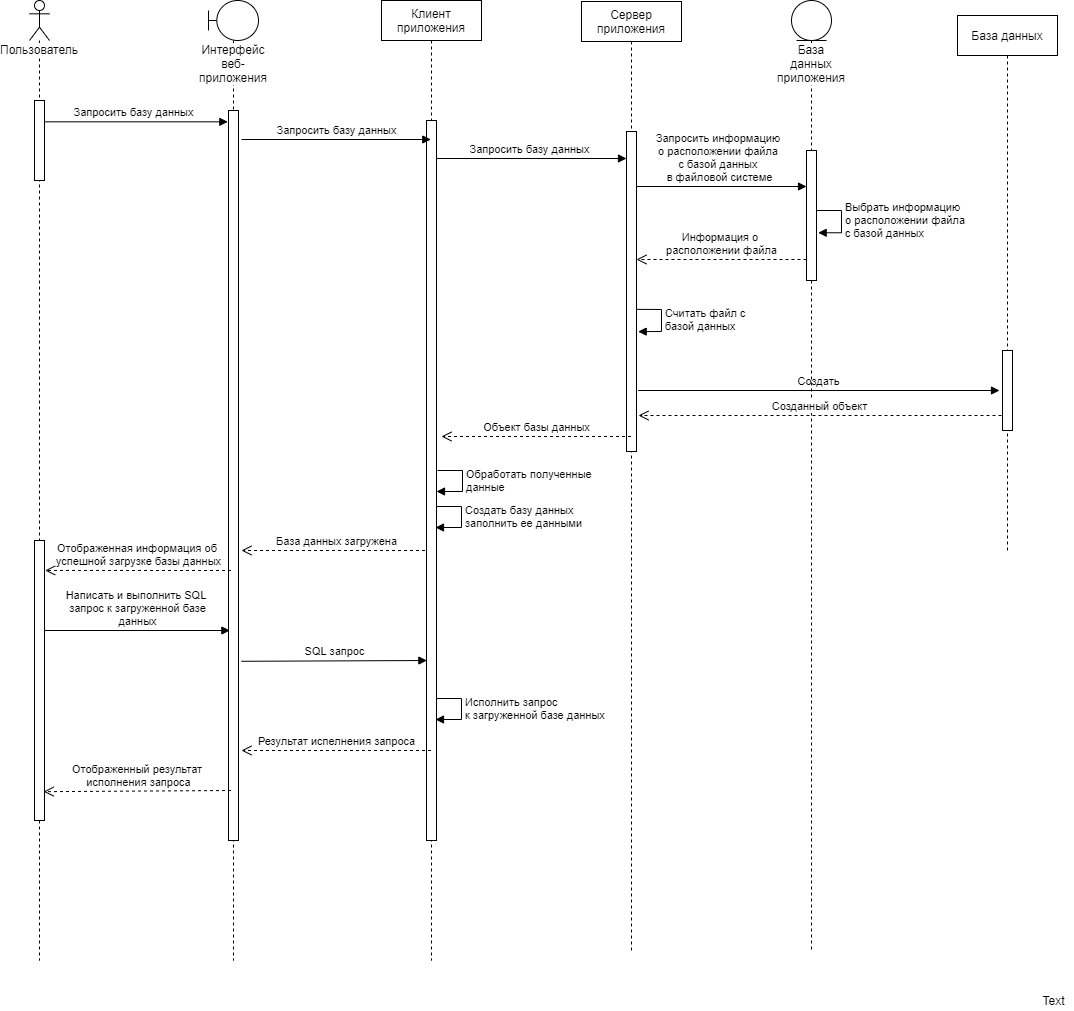 Пользователь
Интерфейс
веб-
приложения
Клиент
приложения
Сервер
приложения
База
данных
приложения
База данных
Запросить базу данных
Запросить базу данных
Запросить базу данных
Запросить информацию
о расположении файла
с базой данных
в файловой системе
Выбрать информацию
о расположении файла
с базой данных
Информация о
расположении файла
Считать файл с
базой данных
Создать
Созданный объект
Объект базы данных
Обработать полученные
данные
Создать базу данных
заполнить ее данными
База данных загружена
Отображенная информация об
успешной загрузке базы данных
Написать и выполнить SQL
запрос к загруженной базе
данных
SQL запрос
Исполнить запрос
к загруженной базе данных
Результат испелнения запроса
Отображенный результат
исполнения запроса
Text